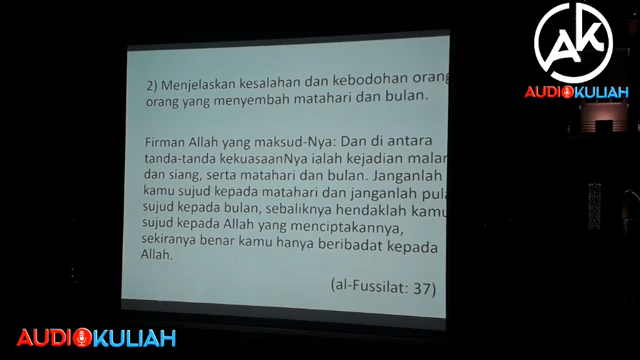 AK
AUDIOKULIAH
2) Menjelaskan kesalahan dan kebodohan orang
orang yang menyembah matahari dan bulan.
Firman Allah yang maksud-Nya: Dan di antara
tanda-tanda kekuasaanNya ialah kejadian malam
dan siang, serta matahari dan bulan. Janganlah
kamu sujud kepada matahari dan janganlah pula
sujud kepada bulan, sebaliknya hendaklah kamu
sujud kepada Allah yang menciptakannya,
sekiranya benar kamu hanya beribadat kepada
Allah.
(al-Fussilat: 37)
AUDIOKULIAH